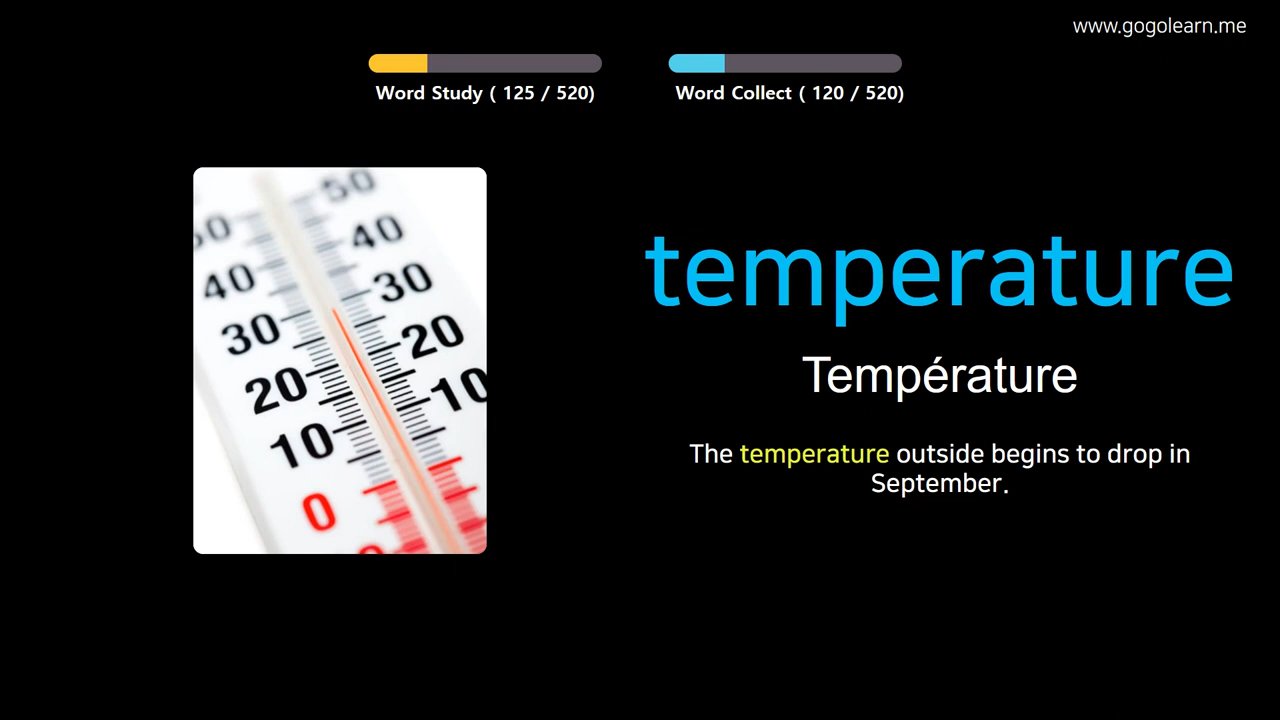 www.gogolearn.me
Word Study ( 125 / 520)
Word Collect ( 120 / 520)
50
50
40
40
30
30
20
20
10
10
0
temperature
Température
The temperature outside begins to drop in
September.